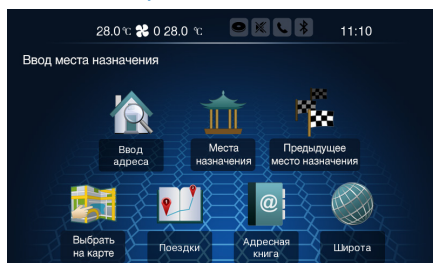 28.0 ℃ 0 28.0 ℃ 11:10
Ввод места назначения
Ввод
адреса
Места
назначения
Предыдущее
место назначения
@
Выбрать
на карте
Поездки
Адресная
книга
Широта